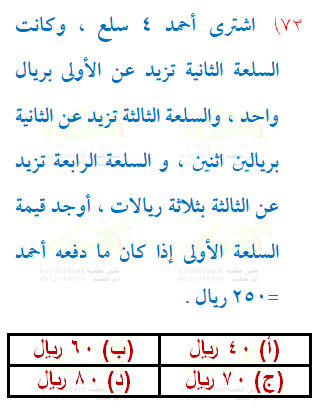 ٧٣) اشترى أحمد ٤ سلع ، وكانت
السلعة الثانية تزيد عن الأولى بريال
واحد ، والسلعة الثالثة تزيد عن الثانية
بريالين اثنين ، و السلعة الرابعة تزيد
عن الثالثة بثلاثة ريالات ، أوجد قيمة
السلعة الأولى إذا كان ما دفعه أحمد
=٢٥٠ ريال .
(أ) ٤٠ ريال (ب) ٦٠ ريال
(ج) ٧٠ ريال (د) ٨٠ ريال